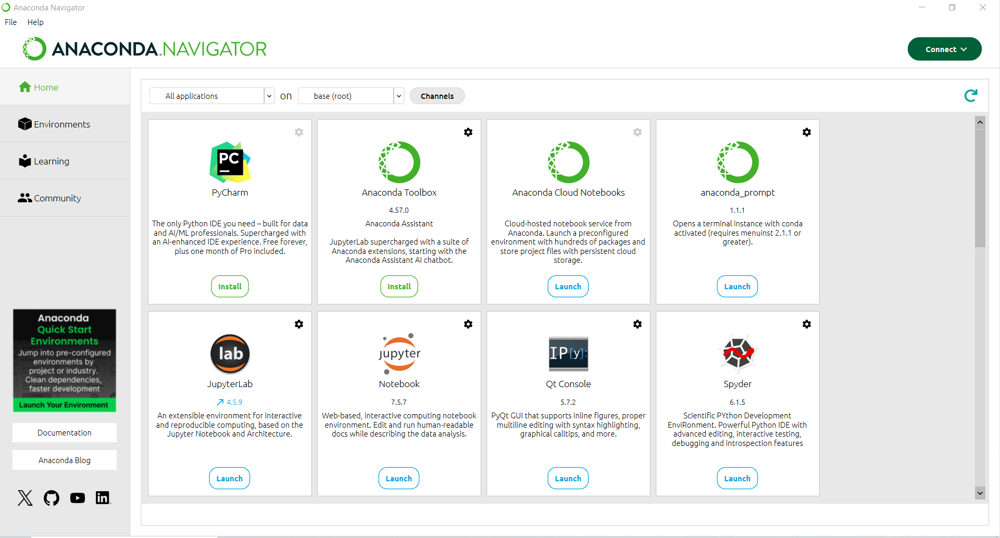 Anaconda Navigator
File Help
ANACONDA.NAVIGATOR
Connect
Home
Environments
Learning
Community
Anaconda
Quick Start
Environments
Jump into pre-configured
environments by
project or industry.
Clean dependencies,
faster development
Launch Your Environment
Documentation
Anaconda Blog
All applications on base (root) Channels
PC
PyCharm
The only Python IDE you need – built for data
and AI/ML professionals. Supercharged with
an AI-enhanced IDE experience. Free forever,
plus one month of Pro included.
Install
Anaconda Toolbox
4.57.0
Anaconda Assistant
JupyterLab supercharged with a suite of
Anaconda extensions, starting with the
Anaconda Assistant AI chatbot.
Install
Anaconda Cloud Notebooks
Cloud-hosted notebook service from
Anaconda. Launch a preconfigured
environment with hundreds of packages and
store project files with persistent cloud
storage.
Launch
anaconda_prompt
1.1.1
Opens a terminal instance with conda
activated (requires menuinst 2.1.1 or
greater).
Launch
lab
JupyterLab
4.5.9
An extensible environment for interactive
and reproducible computing, based on the
Jupyter Notebook and Architecture.
Launch
jupyter
Notebook
7.5.7
Web-based, interactive computing notebook
environment. Edit and run human-readable
docs while describing the data analysis.
Launch
IP[y]:
Qt Console
5.7.2
PyQt GUI that supports inline figures, proper
multiline editing with syntax highlighting,
graphical calltips, and more.
Launch
Spyder
6.1.5
Scientific PYthon Development
EnviRonment. Powerful Python IDE with
advanced editing, interactive testing,
debugging and introspection features
Launch